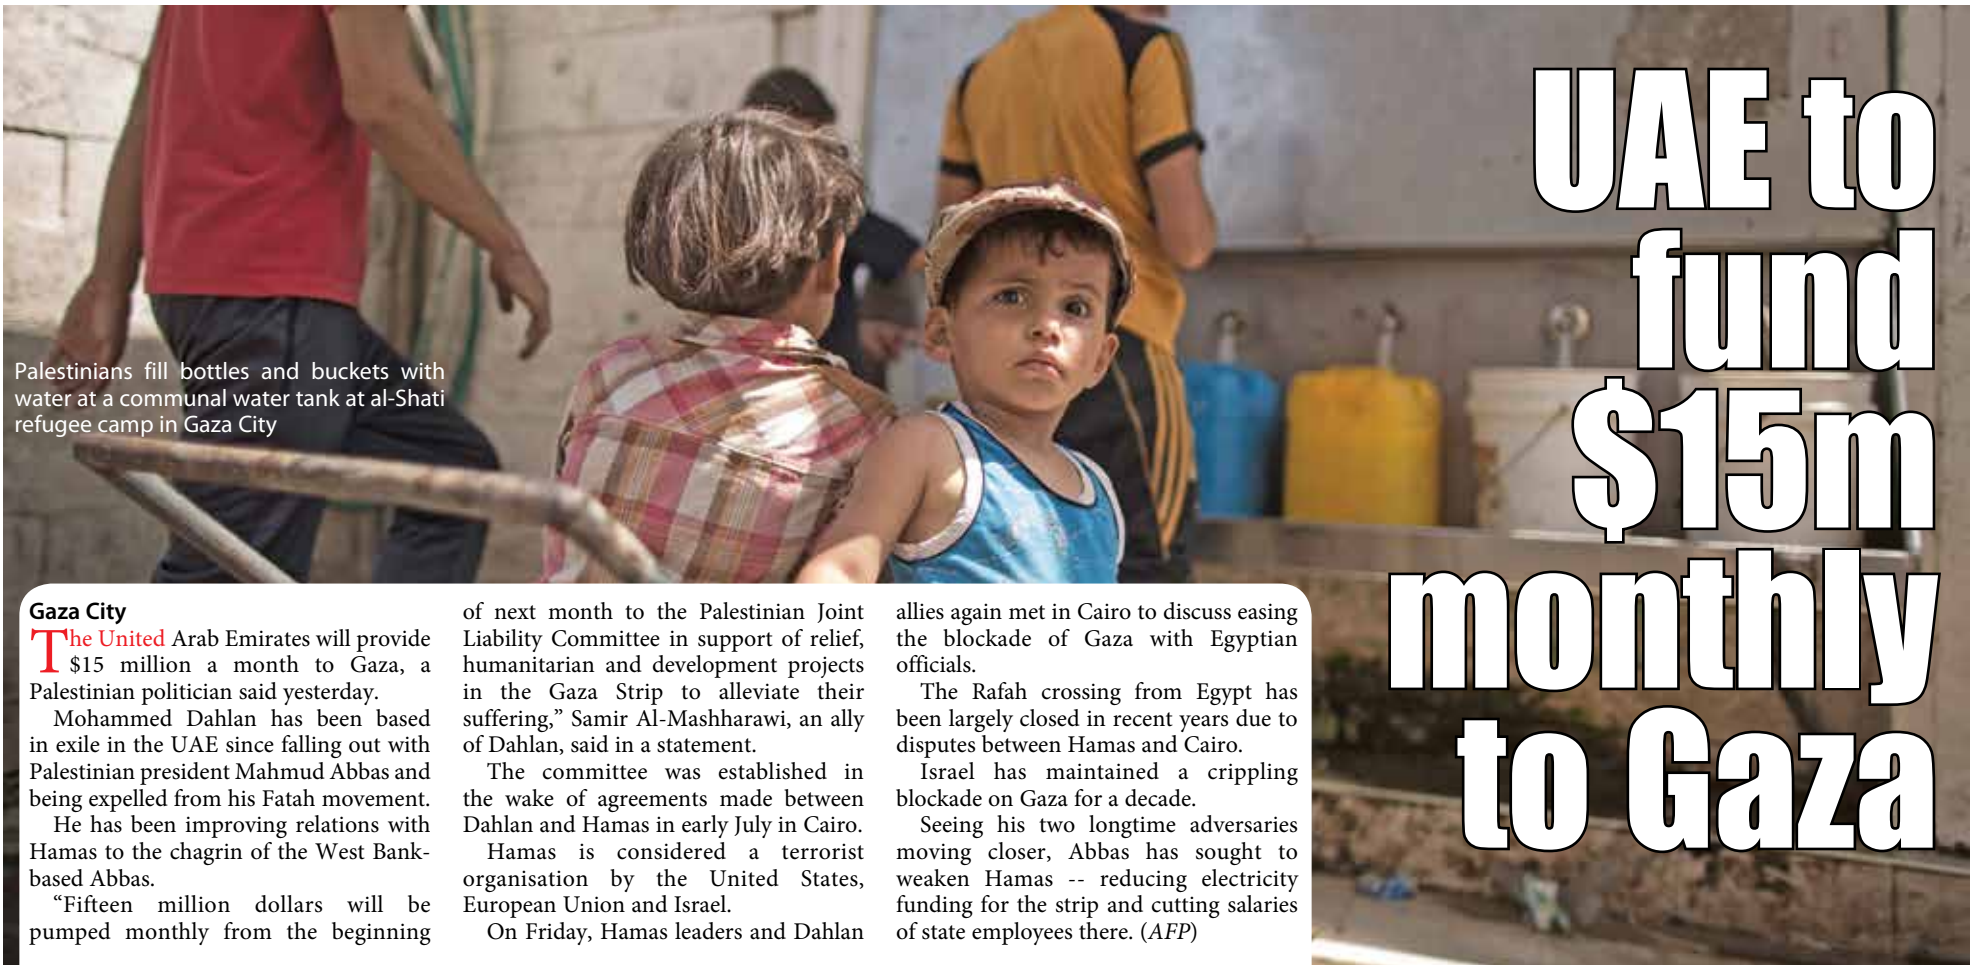 UAE to
fund
$15m
monthly
to Gaza
Palestinians fill bottles and buckets with
water at a communal water tank at al-Shati
refugee camp in Gaza City
Gaza City
The United Arab Emirates will provide
$15 million a month to Gaza, a
Palestinian politician said yesterday.
Mohammed Dahlan has been based
in exile in the UAE since falling out with
Palestinian president Mahmud Abbas and
being expelled from his Fatah movement.
He has been improving relations with
Hamas to the chagrin of the West Bank-
based Abbas.
“Fifteen million dollars will be
pumped monthly from the beginning
of next month to the Palestinian Joint
Liability Committee in support of relief,
humanitarian and development projects
in the Gaza Strip to alleviate their
suffering,” Samir Al-Mashharawi, an ally
of Dahlan, said in a statement.
The committee was established in
the wake of agreements made between
Dahlan and Hamas in early July in Cairo.
Hamas is considered a terrorist
organisation by the United States,
European Union and Israel.
On Friday, Hamas leaders and Dahlan
allies again met in Cairo to discuss easing
the blockade of Gaza with Egyptian
officials.
The Rafah crossing from Egypt has
been largely closed in recent years due to
disputes between Hamas and Cairo.
Israel has maintained a crippling
blockade on Gaza for a decade.
Seeing his two longtime adversaries
moving closer, Abbas has sought to
weaken Hamas -- reducing electricity
funding for the strip and cutting salaries
of state employees there. (AFP)